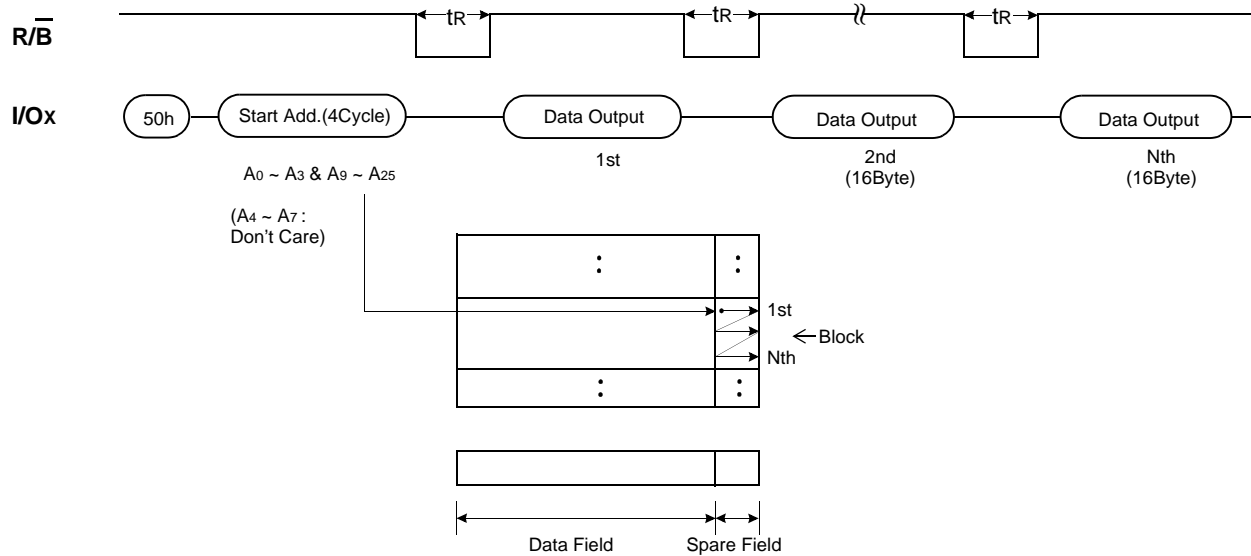 R/B tR tR tR
I/Ox 50h Start Add.(4Cycle) Data Output Data Output Data Output
1st 2nd Nth
(16Byte) (16Byte)
A0 ~ A3 & A9 ~ A25
(A4 ~ A7 :
Don't Care)
1st
Block
Nth
Data Field Spare Field